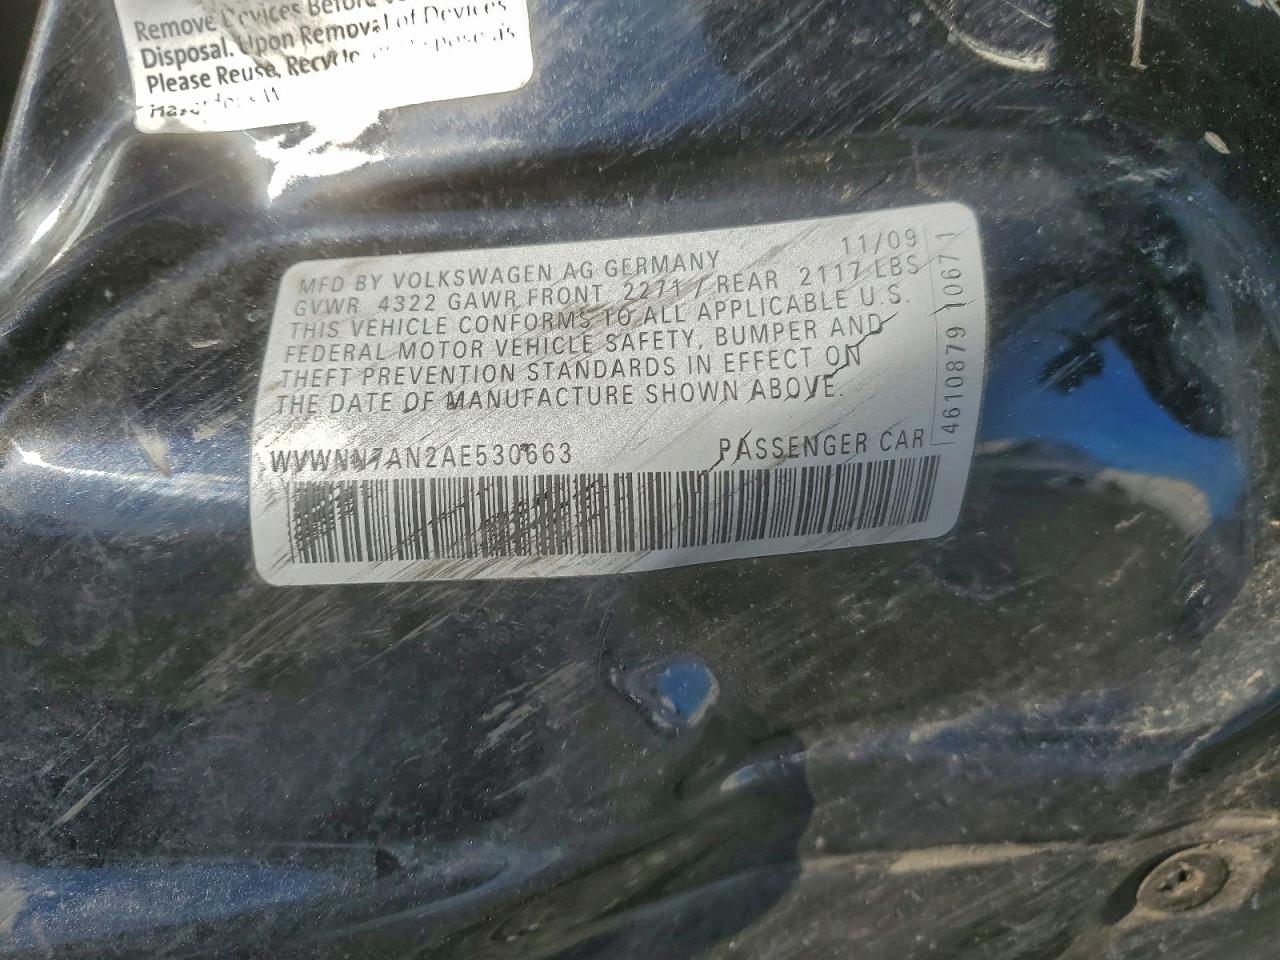 Remove Devices Before
Disposal. Upon Removal of Devices
Please Reuse, Recycle
MFD BY VOLKSWAGEN AG GERMANY 11/09
GVWR 4322 GAWR FRONT 2271 / REAR 2117 LBS
THIS VEHICLE CONFORMS TO ALL APPLICABLE U.S.
FEDERAL MOTOR VEHICLE SAFETY, BUMPER AND
THEFT PREVENTION STANDARDS IN EFFECT ON
THE DATE OF MANUFACTURE SHOWN ABOVE.
WVWNN7AN2AE530663 PASSENGER CAR
4610879 10671